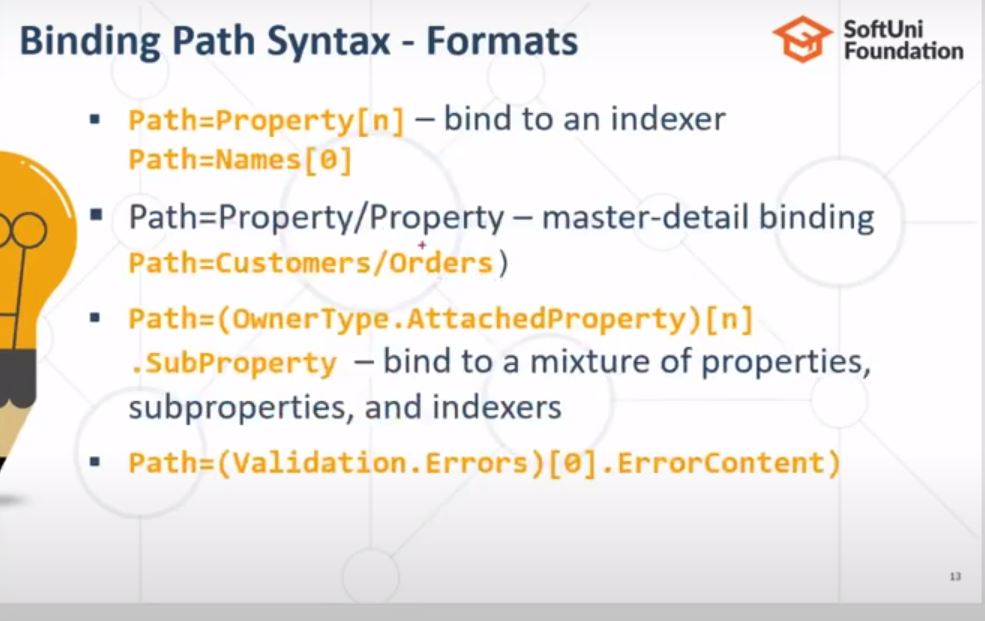 Binding Path Syntax - Formats
SoftUni
Foundation
▪ Path=Property[n] – bind to an indexer
Path=Names[0]
▪ Path=Property/Property – master-detail binding
Path=Customers/Orders)
▪ Path=(OwnerType.AttachedProperty)[n]
.SubProperty – bind to a mixture of properties,
subproperties, and indexers
▪ Path=(Validation.Errors)[0].ErrorContent)
13